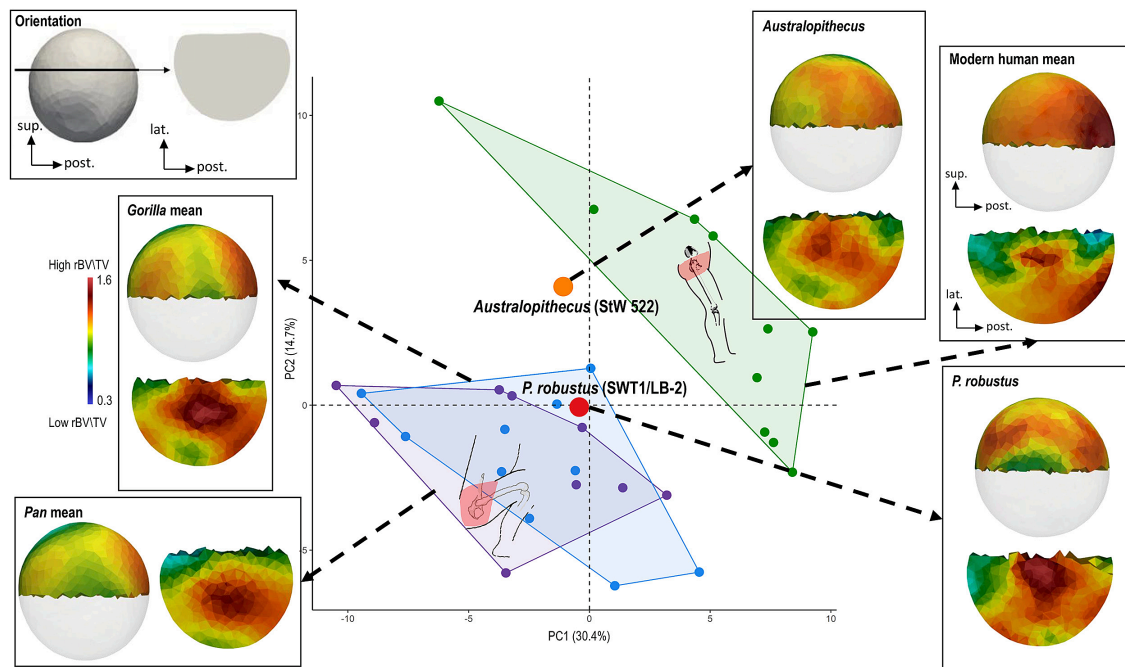 Orientation
sup.
post.
lat.
post.
Gorilla mean
High rBV\TV
1.6
0.3
Low rBV\TV
Pan mean
10
5
0
-5
PC2 (14.7%)
-10
-5
0
5
10
PC1 (30.4%)
Australopithecus (StW 522)
P. robustus (SWT1/LB-2)
Australopithecus
Modern human mean
sup.
post.
lat.
post.
P. robustus